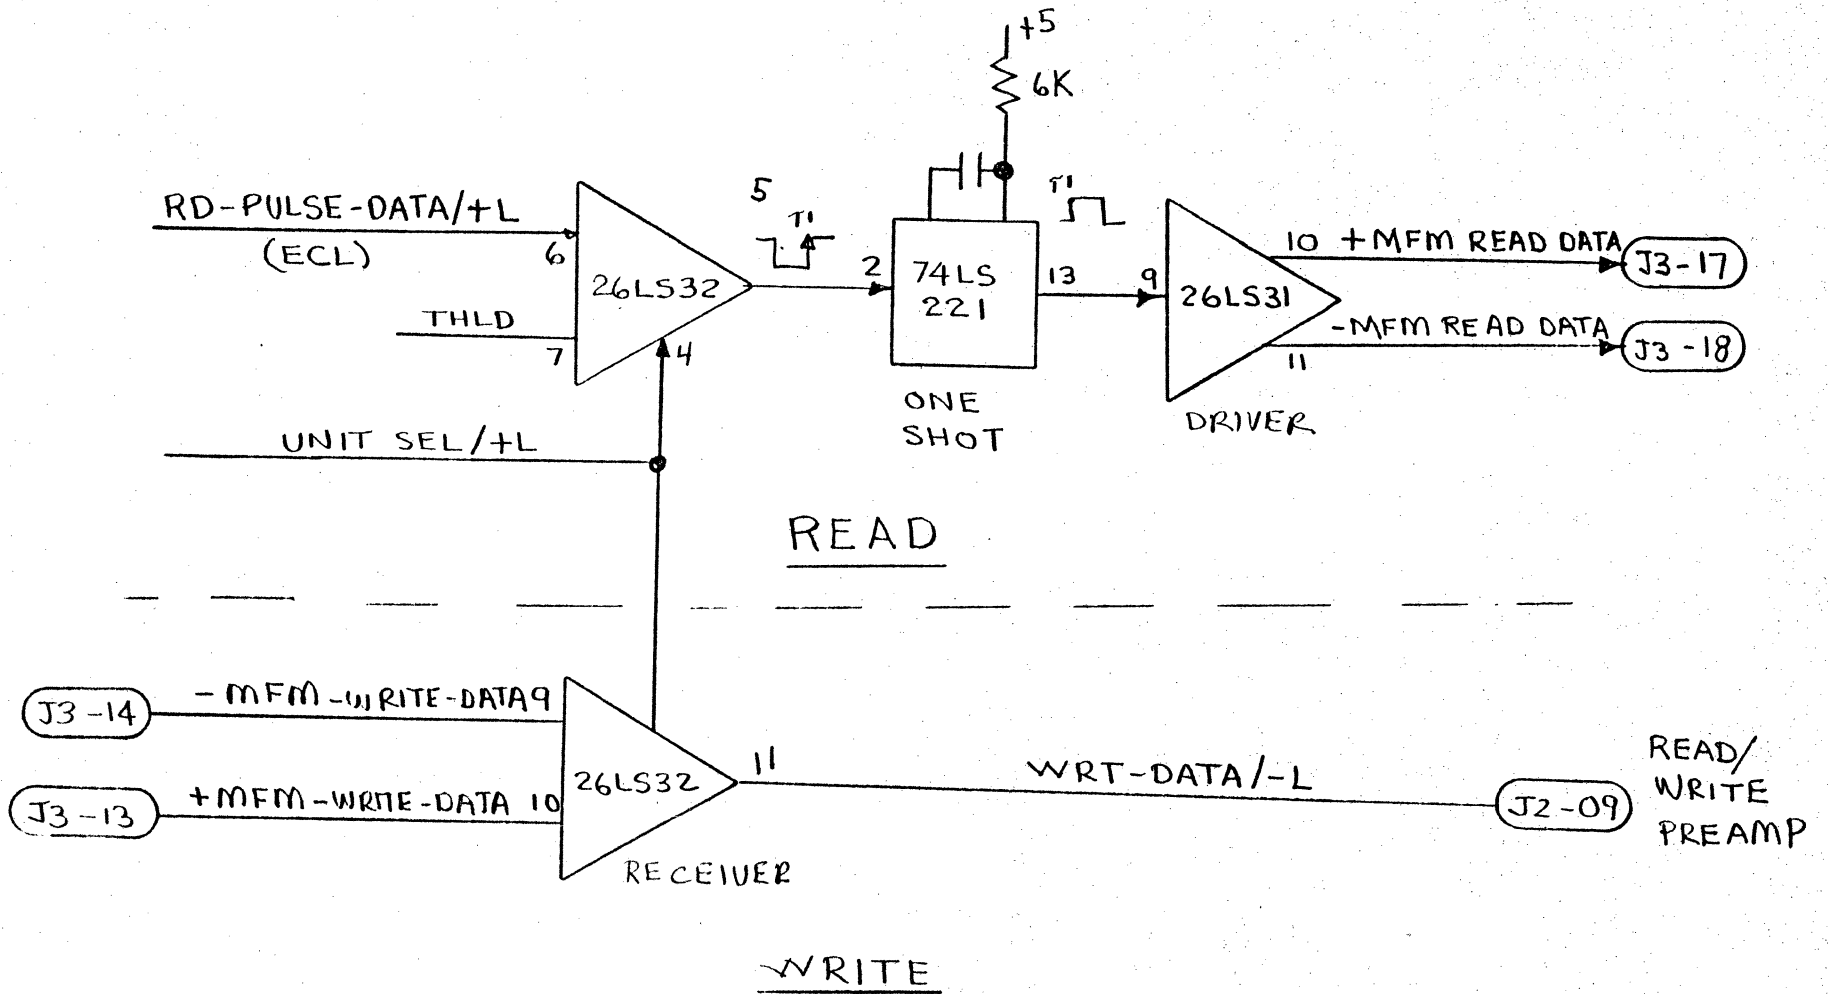 +5
6K
RD-PULSE-DATA/+L
(ECL)
6
26LS32
THLD
7
4
5
T1
2
74LS
221
ONE
SHOT
T1
13
9
26LS31
DRIVER
10 +MFM READ DATA
J3-17
-MFM READ DATA
11
J3-18
UNIT SEL/+L
READ
J3-14
-MFM-WRITE-DATA 9
J3-13
+MFM-WRITE-DATA 10
26LS32
RECEIVER
11
WRT-DATA/-L
J2-09
READ/
WRITE
PREAMP
WRITE